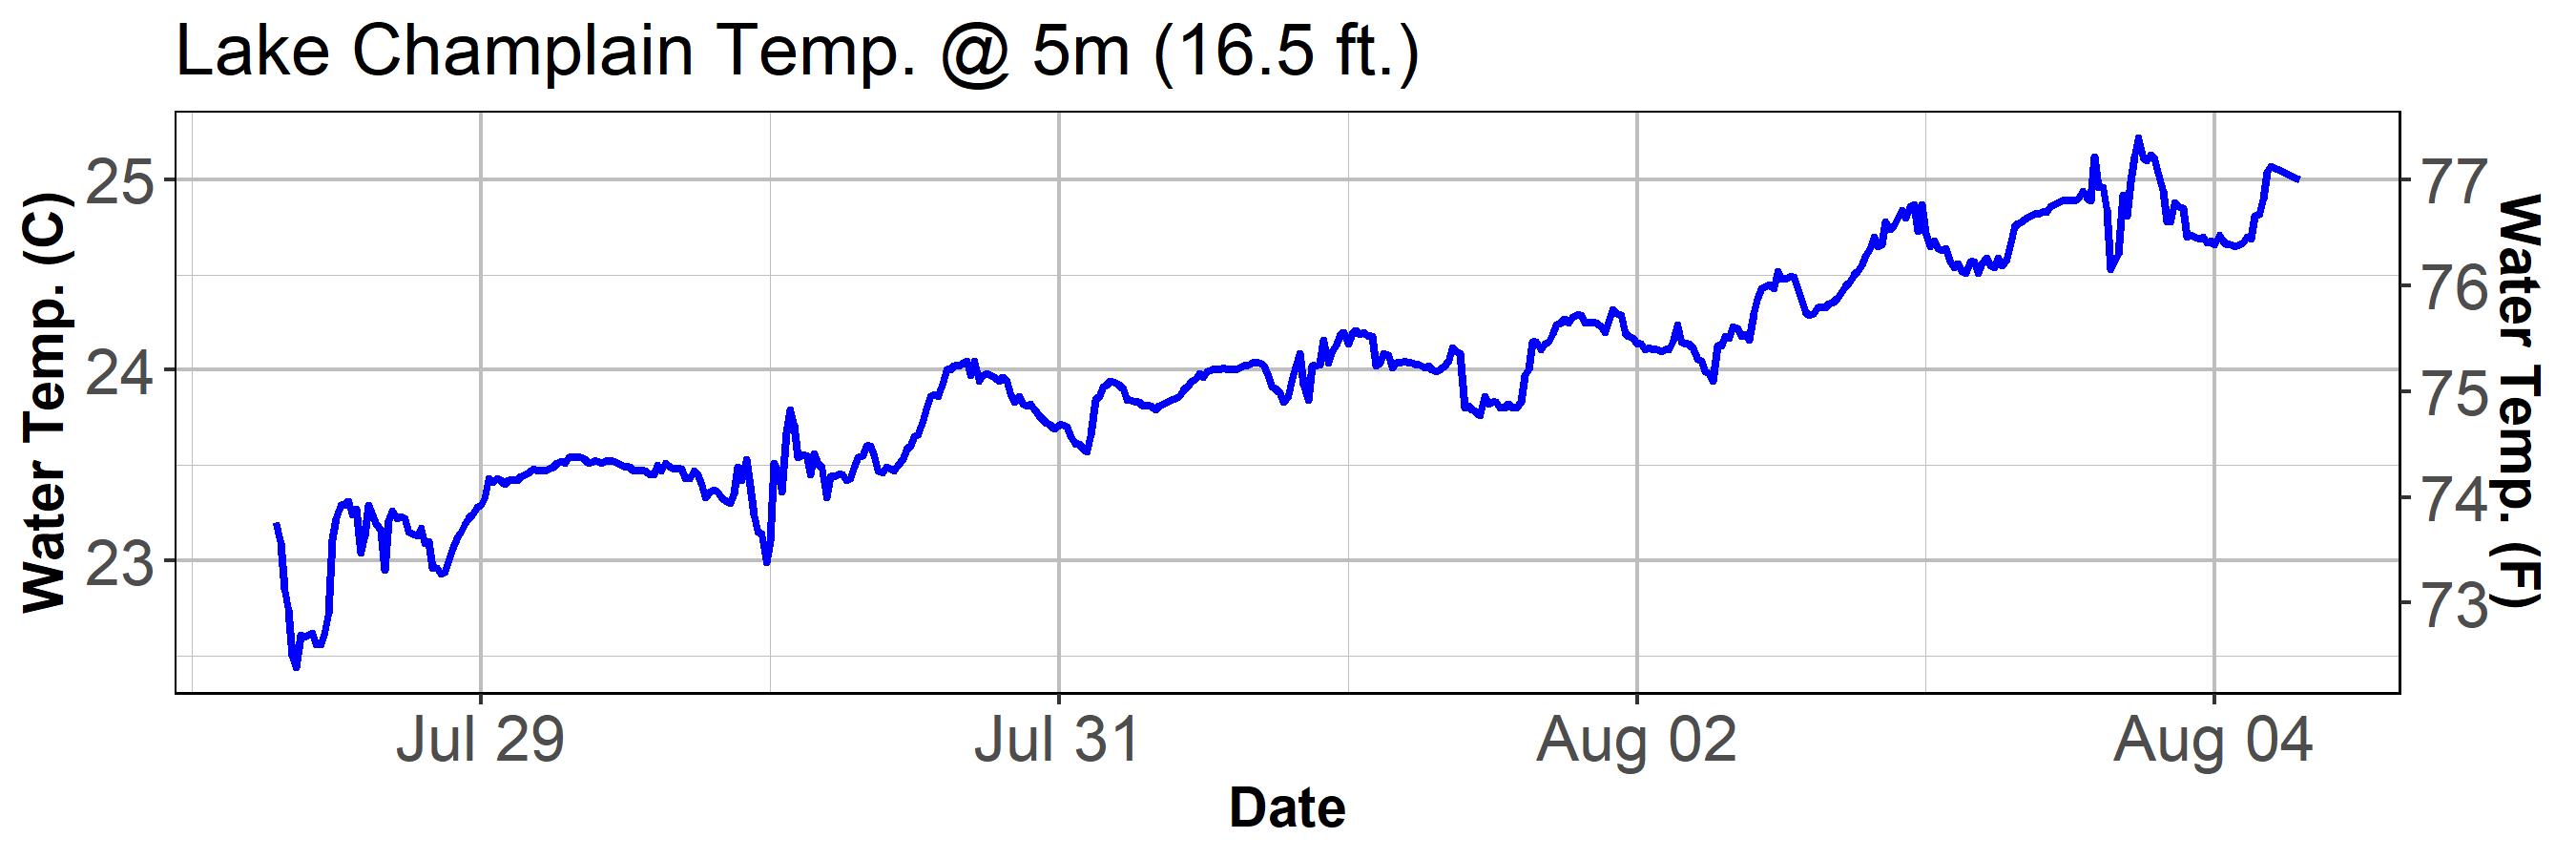 Lake Champlain Temp. @ 5m (16.5 ft.)
Water Temp. (C)
25
24
23
77
76
75
74
73
Water Temp. (F)
Jul 29
Jul 31
Aug 02
Aug 04
Date